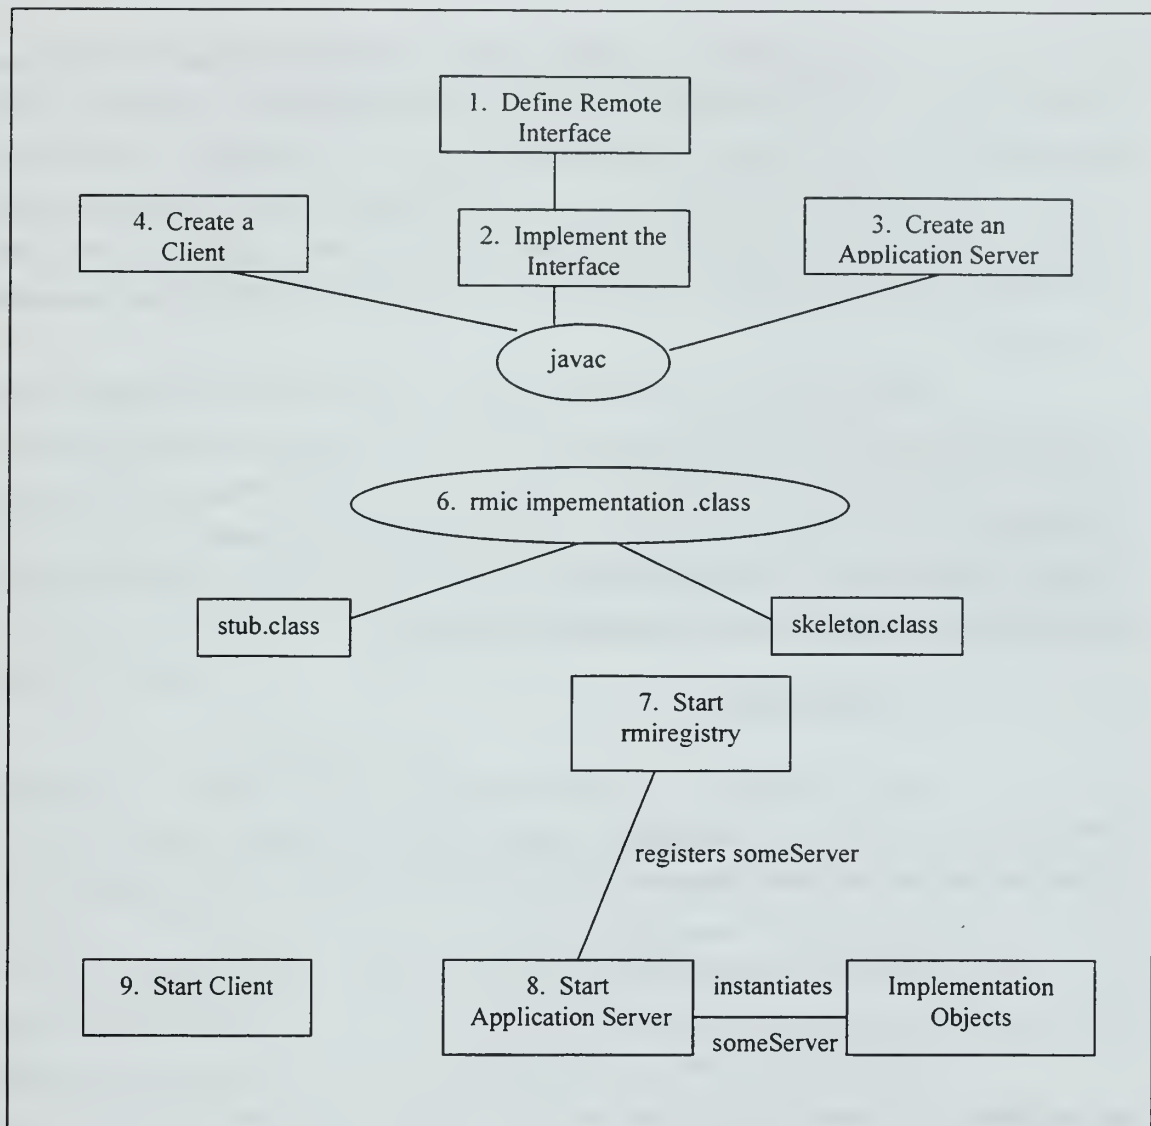 1. Define Remote
Interface
4. Create a
Client
2. Implement the
Interface
3. Create an
Application Server
javac
6. rmic impementation .class
stub.class
skeleton.class
7. Start
rmiregistry
registers someServer
9. Start Client
8. Start
Application Server
instantiates
someServer
Implementation
Objects